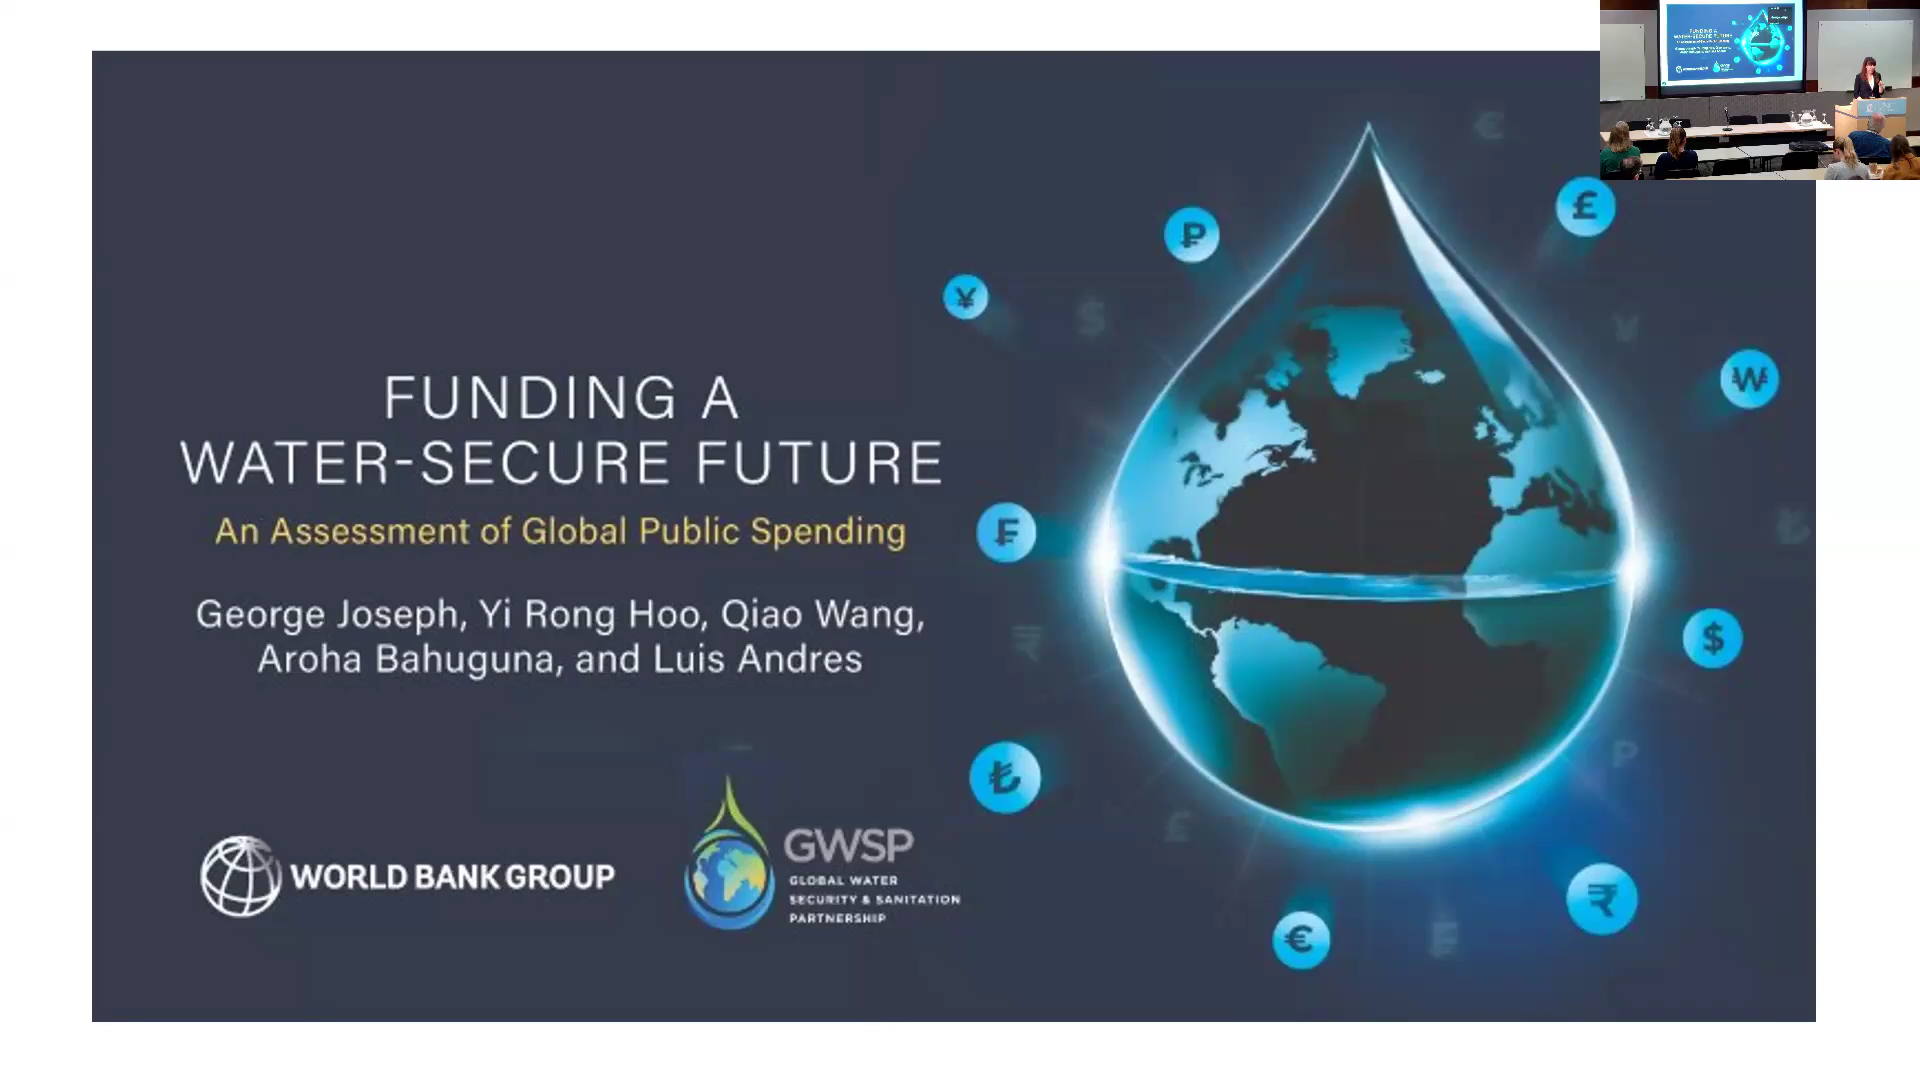 FUNDING A
WATER-SECURE FUTURE
An Assessment of Global Public Spending
George Joseph, Yi Rong Hoo, Qiao Wang,
Aroha Bahuguna, and Luis Andres
WORLD BANK GROUP
GWSP
GLOBAL WATER
SECURITY & SANITATION
PARTNERSHIP